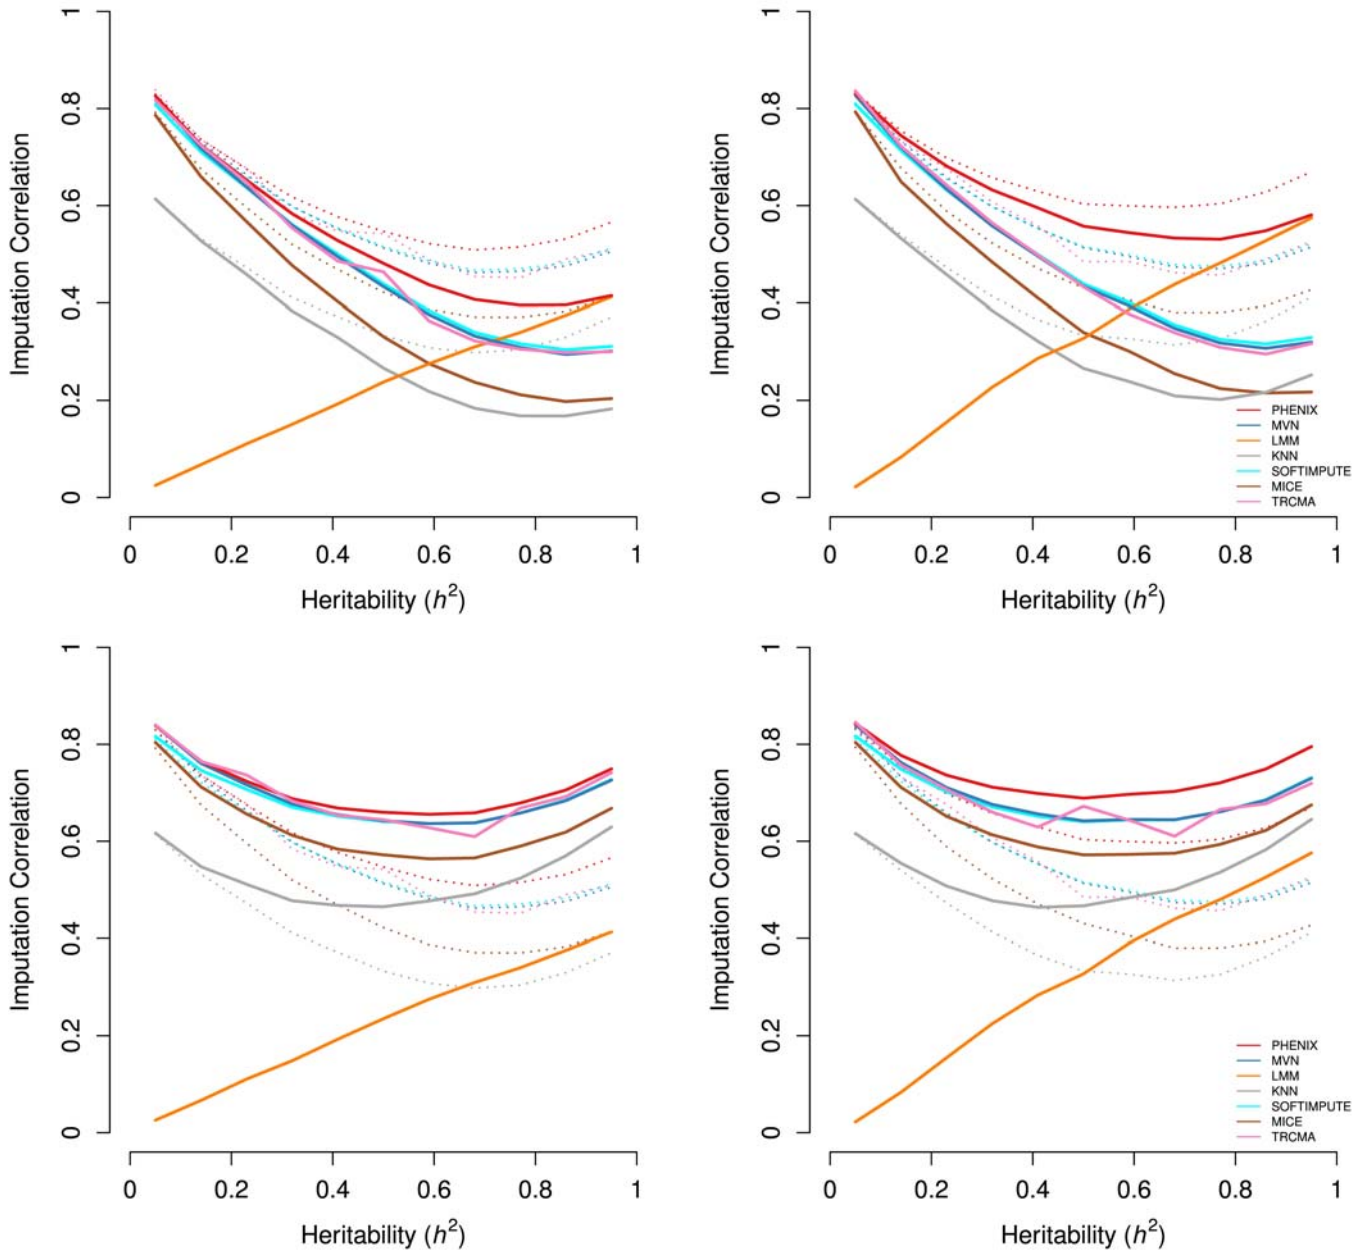 Imputation Correlation
1
0.8
0.6
0.4
0.2
0
0 0.2 0.4 0.6 0.8 1
Heritability (h²)
Imputation Correlation
1
0.8
0.6
0.4
0.2
0
PHENIX
MVN
LMM
KNN
SOFTIMPUTE
MICE
TRCMA
0 0.2 0.4 0.6 0.8 1
Heritability (h²)
Imputation Correlation
1
0.8
0.6
0.4
0.2
0
0 0.2 0.4 0.6 0.8 1
Heritability (h²)
Imputation Correlation
1
0.8
0.6
0.4
0.2
0
PHENIX
MVN
LMM
KNN
SOFTIMPUTE
MICE
TRCMA
0 0.2 0.4 0.6 0.8 1
Heritability (h²)